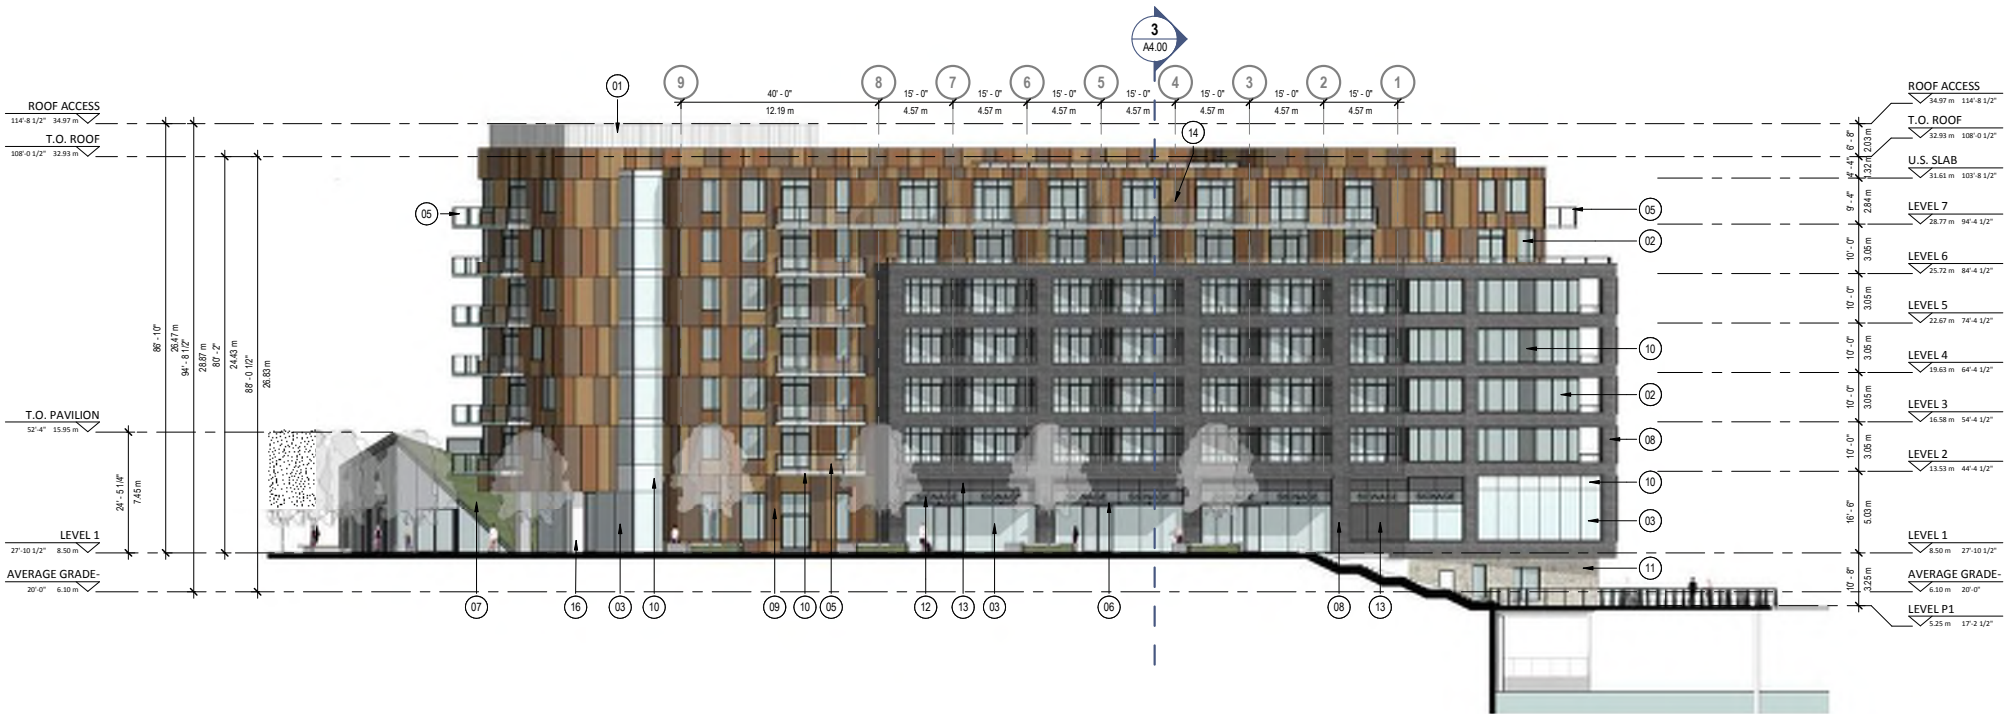 3
A4.00
01
9
8
7
6
5
4
3
2
1
40' - 0"
12.19 m
15' - 0"
4.57 m
15' - 0"
4.57 m
15' - 0"
4.57 m
15' - 0"
4.57 m
15' - 0"
4.57 m
15' - 0"
4.57 m
15' - 0"
4.57 m
14
ROOF ACCESS
114'-8 1/2" 34.97 m
T.O. ROOF
108'-0 1/2" 32.93 m
T.O. PAVILION
52'-4" 15.95 m
LEVEL 1
27'-10 1/2" 8.50 m
AVERAGE GRADE-
20'-0" 6.10 m
86' - 10"
26.47 m
94' - 8 1/2"
28.87 m
80' - 2"
24.43 m
88' - 0 1/2"
26.83 m
24' - 5 1/4"
7.45 m
05
SIGNAGE
SIGNAGE
SIGNAGE
SIGNAGE
SIGNAGE
SIGNAGE
SIGNAGE
07
16
03
10
09
10
05
12
13
03
06
08
13
05
02
10
02
08
10
03
11
6' - 8"
2.03 m
4' - 4"
1.32 m
9' - 4"
2.84 m
10' - 0"
3.05 m
10' - 0"
3.05 m
10' - 0"
3.05 m
10' - 0"
3.05 m
10' - 0"
3.05 m
16' - 6"
5.03 m
10' - 8"
3.25 m
ROOF ACCESS
34.97 m 114'-8 1/2"
T.O. ROOF
32.93 m 108'-0 1/2"
U.S. SLAB
31.61 m 103'-8 1/2"
LEVEL 7
28.77 m 94'-4 1/2"
LEVEL 6
25.72 m 84'-4 1/2"
LEVEL 5
22.67 m 74'-4 1/2"
LEVEL 4
19.63 m 64'-4 1/2"
LEVEL 3
16.58 m 54'-4 1/2"
LEVEL 2
13.53 m 44'-4 1/2"
LEVEL 1
8.50 m 27'-10 1/2"
AVERAGE GRADE-
6.10 m 20'-0"
LEVEL P1
5.25 m 17'-2 1/2"